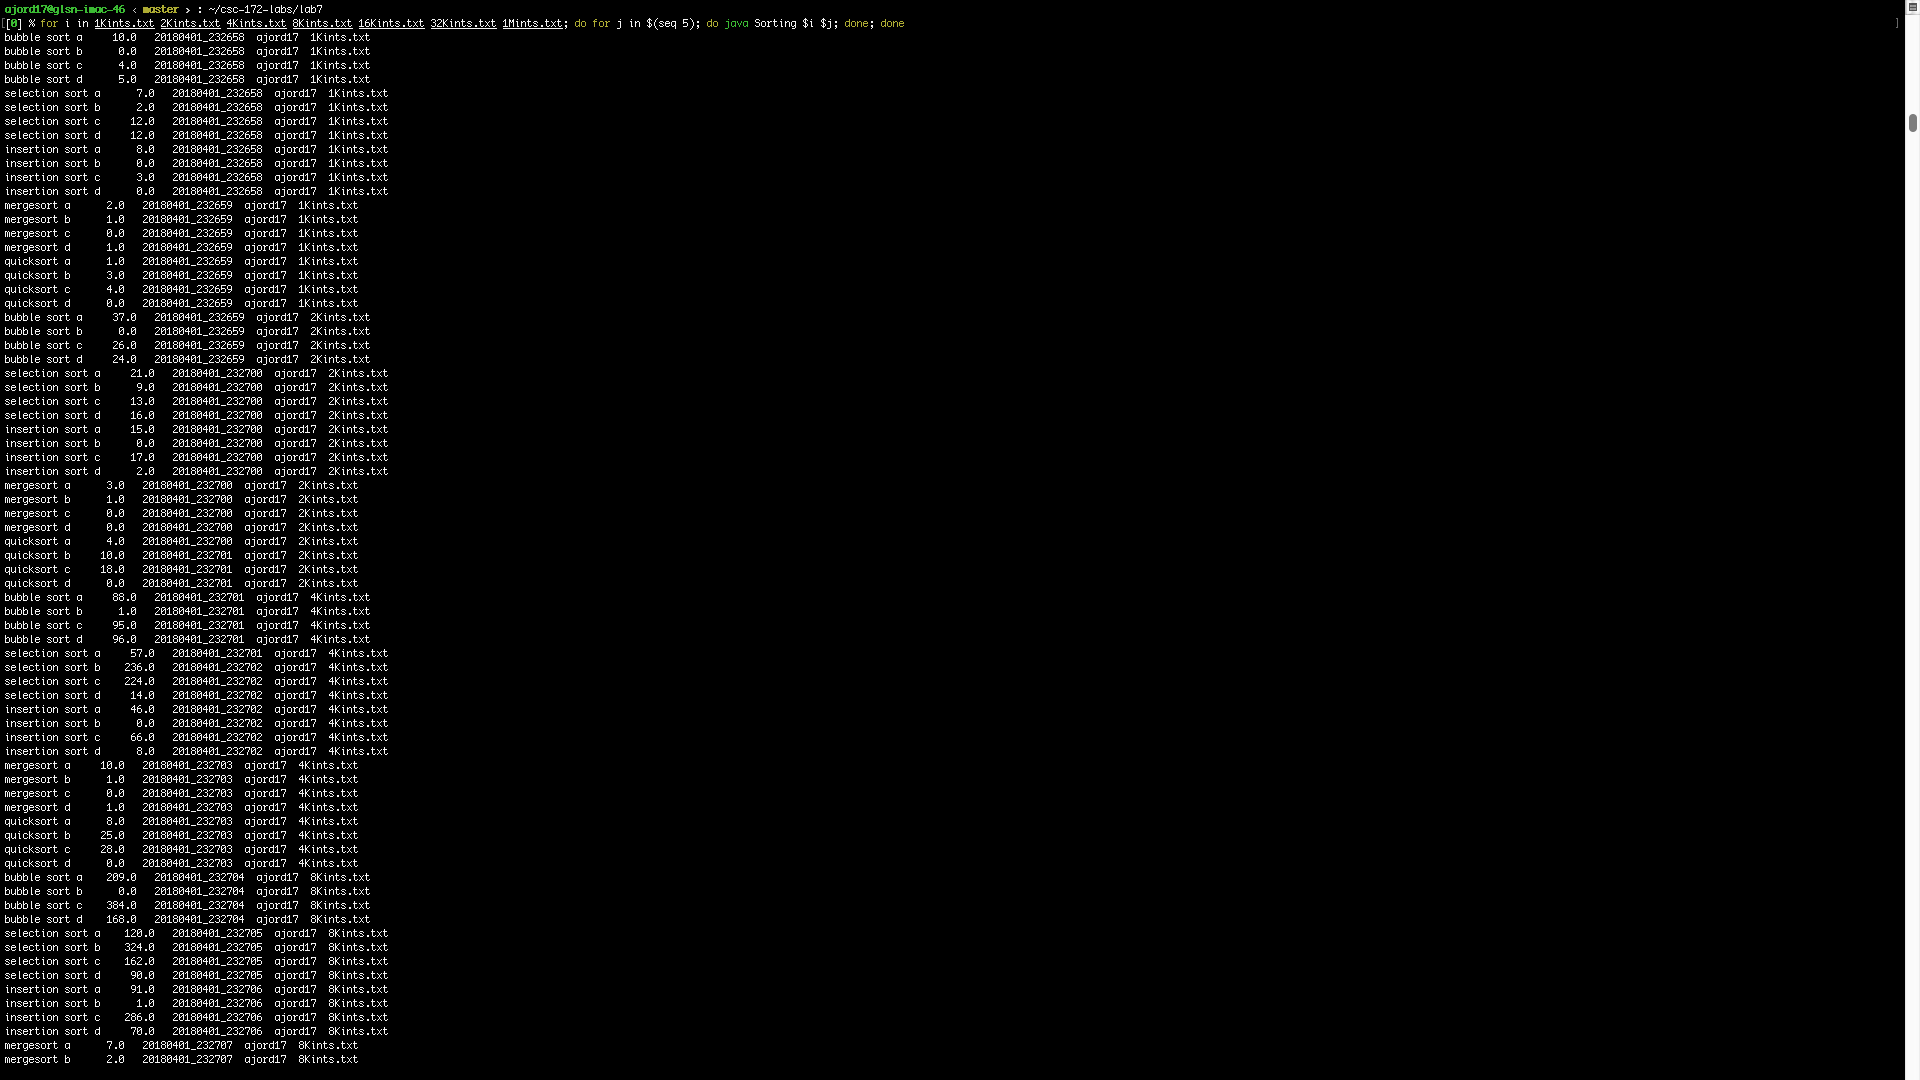 ajord17@glsn-imac-46 ‹ master › : ~/csc-172-labs/lab7
[[0] % for i in 1Kints.txt 2Kints.txt 4Kints.txt 8Kints.txt 16Kints.txt 32Kints.txt 1Mints.txt; do for j in $(seq 5); do java Sorting $i $j; done; done ]
bubble sort a     10.0   20180401_232658  ajord17  1Kints.txt
bubble sort b      0.0   20180401_232658  ajord17  1Kints.txt
bubble sort c      4.0   20180401_232658  ajord17  1Kints.txt
bubble sort d      5.0   20180401_232658  ajord17  1Kints.txt
selection sort a      7.0   20180401_232658  ajord17  1Kints.txt
selection sort b      2.0   20180401_232658  ajord17  1Kints.txt
selection sort c     12.0   20180401_232658  ajord17  1Kints.txt
selection sort d     12.0   20180401_232658  ajord17  1Kints.txt
insertion sort a      8.0   20180401_232658  ajord17  1Kints.txt
insertion sort b      0.0   20180401_232658  ajord17  1Kints.txt
insertion sort c      3.0   20180401_232658  ajord17  1Kints.txt
insertion sort d      0.0   20180401_232658  ajord17  1Kints.txt
mergesort a      2.0   20180401_232659  ajord17  1Kints.txt
mergesort b      1.0   20180401_232659  ajord17  1Kints.txt
mergesort c      0.0   20180401_232659  ajord17  1Kints.txt
mergesort d      1.0   20180401_232659  ajord17  1Kints.txt
quicksort a      1.0   20180401_232659  ajord17  1Kints.txt
quicksort b      3.0   20180401_232659  ajord17  1Kints.txt
quicksort c      4.0   20180401_232659  ajord17  1Kints.txt
quicksort d      0.0   20180401_232659  ajord17  1Kints.txt
bubble sort a     37.0   20180401_232659  ajord17  2Kints.txt
bubble sort b      0.0   20180401_232659  ajord17  2Kints.txt
bubble sort c     26.0   20180401_232659  ajord17  2Kints.txt
bubble sort d     24.0   20180401_232659  ajord17  2Kints.txt
selection sort a     21.0   20180401_232700  ajord17  2Kints.txt
selection sort b      9.0   20180401_232700  ajord17  2Kints.txt
selection sort c     13.0   20180401_232700  ajord17  2Kints.txt
selection sort d     16.0   20180401_232700  ajord17  2Kints.txt
insertion sort a     15.0   20180401_232700  ajord17  2Kints.txt
insertion sort b      0.0   20180401_232700  ajord17  2Kints.txt
insertion sort c     17.0   20180401_232700  ajord17  2Kints.txt
insertion sort d      2.0   20180401_232700  ajord17  2Kints.txt
mergesort a      3.0   20180401_232700  ajord17  2Kints.txt
mergesort b      1.0   20180401_232700  ajord17  2Kints.txt
mergesort c      0.0   20180401_232700  ajord17  2Kints.txt
mergesort d      0.0   20180401_232700  ajord17  2Kints.txt
quicksort a      4.0   20180401_232700  ajord17  2Kints.txt
quicksort b     10.0   20180401_232701  ajord17  2Kints.txt
quicksort c     18.0   20180401_232701  ajord17  2Kints.txt
quicksort d      0.0   20180401_232701  ajord17  2Kints.txt
bubble sort a     88.0   20180401_232701  ajord17  4Kints.txt
bubble sort b      1.0   20180401_232701  ajord17  4Kints.txt
bubble sort c     95.0   20180401_232701  ajord17  4Kints.txt
bubble sort d     96.0   20180401_232701  ajord17  4Kints.txt
selection sort a     57.0   20180401_232701  ajord17  4Kints.txt
selection sort b    236.0   20180401_232702  ajord17  4Kints.txt
selection sort c    224.0   20180401_232702  ajord17  4Kints.txt
selection sort d     14.0   20180401_232702  ajord17  4Kints.txt
insertion sort a     46.0   20180401_232702  ajord17  4Kints.txt
insertion sort b      0.0   20180401_232702  ajord17  4Kints.txt
insertion sort c     66.0   20180401_232702  ajord17  4Kints.txt
insertion sort d      8.0   20180401_232702  ajord17  4Kints.txt
mergesort a     10.0   20180401_232703  ajord17  4Kints.txt
mergesort b      1.0   20180401_232703  ajord17  4Kints.txt
mergesort c      0.0   20180401_232703  ajord17  4Kints.txt
mergesort d      1.0   20180401_232703  ajord17  4Kints.txt
quicksort a      8.0   20180401_232703  ajord17  4Kints.txt
quicksort b     25.0   20180401_232703  ajord17  4Kints.txt
quicksort c     28.0   20180401_232703  ajord17  4Kints.txt
quicksort d      0.0   20180401_232703  ajord17  4Kints.txt
bubble sort a    209.0   20180401_232704  ajord17  8Kints.txt
bubble sort b      0.0   20180401_232704  ajord17  8Kints.txt
bubble sort c    384.0   20180401_232704  ajord17  8Kints.txt
bubble sort d    168.0   20180401_232704  ajord17  8Kints.txt
selection sort a    120.0   20180401_232705  ajord17  8Kints.txt
selection sort b    324.0   20180401_232705  ajord17  8Kints.txt
selection sort c    162.0   20180401_232705  ajord17  8Kints.txt
selection sort d     90.0   20180401_232705  ajord17  8Kints.txt
insertion sort a     91.0   20180401_232706  ajord17  8Kints.txt
insertion sort b      1.0   20180401_232706  ajord17  8Kints.txt
insertion sort c    286.0   20180401_232706  ajord17  8Kints.txt
insertion sort d     70.0   20180401_232706  ajord17  8Kints.txt
mergesort a      7.0   20180401_232707  ajord17  8Kints.txt
mergesort b      2.0   20180401_232707  ajord17  8Kints.txt